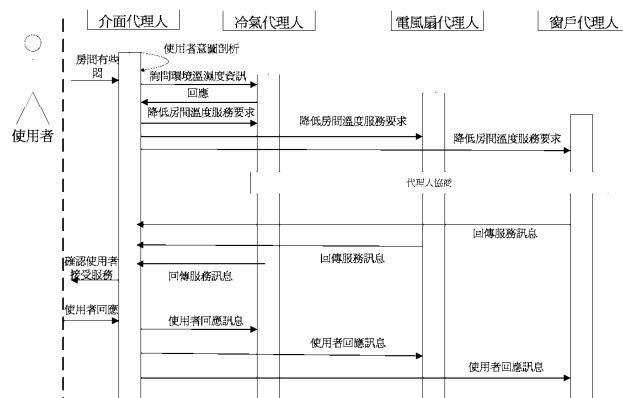 介面代理人
冷氣代理人
電風扇代理人
窗戶代理人
使用者意圖剖析
房間有些
悶
詢問環境溫濕度資訊
回應
降低房間溫度服務要求
降低房間溫度服務要求
使用者
降低房間溫度服務要求
代理人協商
回傳服務訊息
回傳服務訊息
確認使用者
接受服務
回傳服務訊息
使用者回應
使用者回應訊息
使用者回應訊息
使用者回應訊息